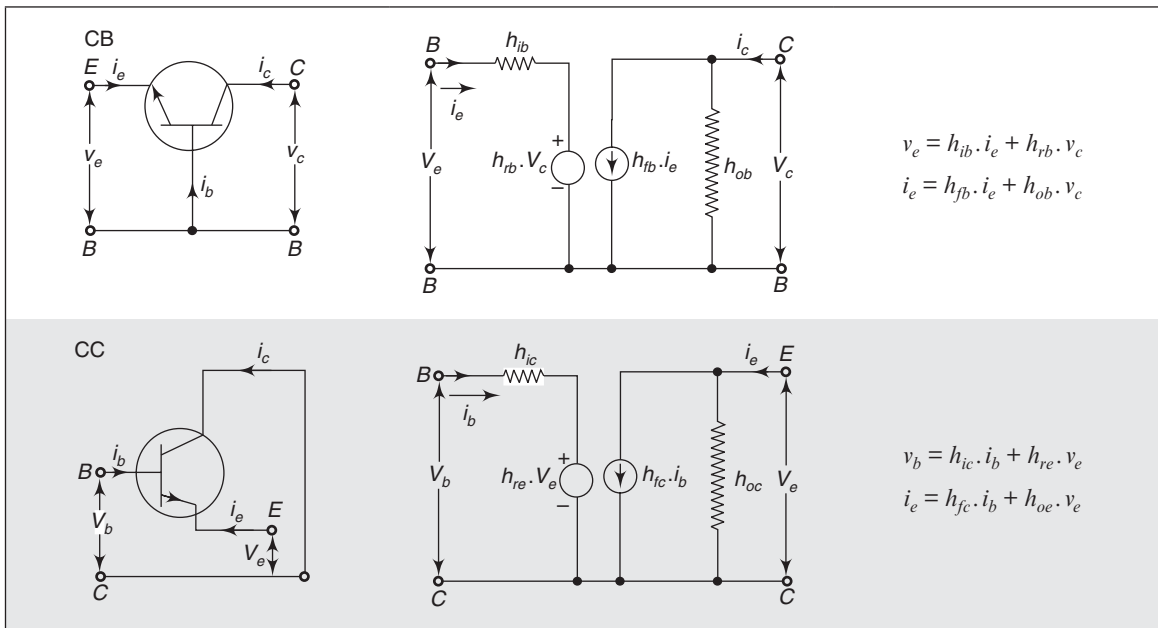 CB
E
i_e
i_c
C
v_e
v_c
i_b
B
B
B
h_ib
i_c
C
i_e
V_e
+
h_rb.V_c
−
h_fb.i_e
h_ob
V_c
B
B
v_e = h_ib.i_e + h_rb.v_c
i_e = h_fb.i_e + h_ob.v_c
CC
i_c
B
i_b
i_e
E
V_b
V_e
C
B
h_ic
i_e
E
i_b
V_b
+
h_re.V_e
−
h_fc.i_b
h_oc
V_e
C
C
v_b = h_ic.i_b + h_re.v_e
i_e = h_fc.i_b + h_oe.v_e